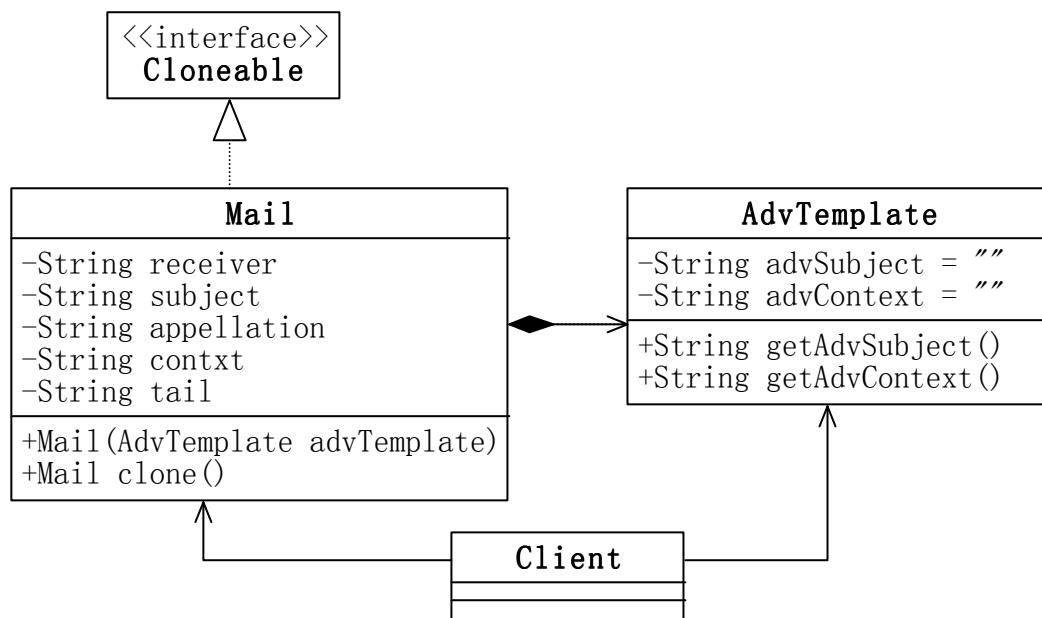 <<interface>>
Cloneable
Mail
-String receiver
-String subject
-String appellation
-String contxt
-String tail
+Mail(AdvTemplate advTemplate)
+Mail clone()
AdvTemplate
-String advSubject = ""
-String advContext = ""
+String getAdvSubject()
+String getAdvContext()
Client